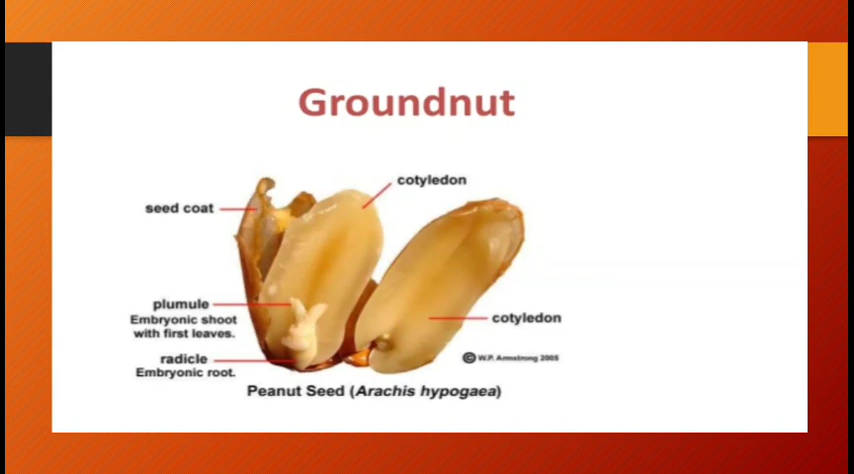 Groundnut
cotyledon
seed coat
plumule
Embryonic shoot
with first leaves.
cotyledon
radicle
Embryonic root.
© W.P. Armstrong 2005
Peanut Seed (Arachis hypogaea)